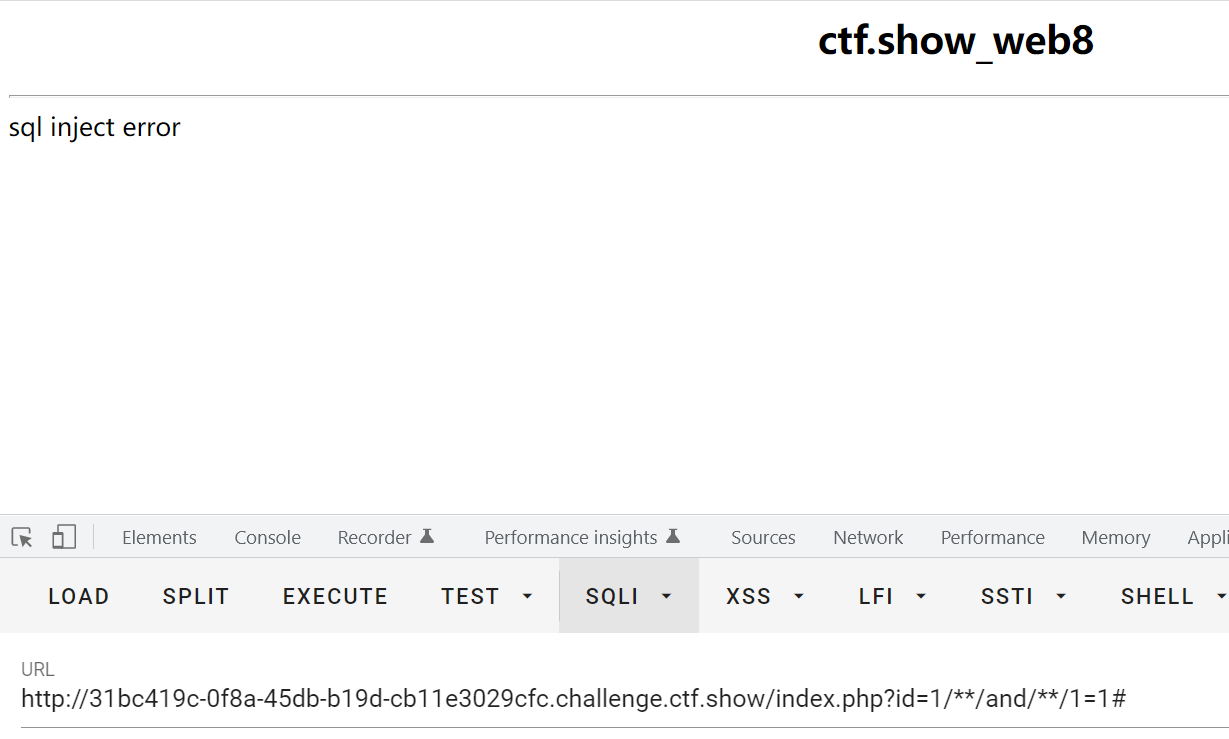 ctf.show_web8
sql inject error
Elements Console Recorder Performance insights Sources Network Performance Memory Appli
LOAD SPLIT EXECUTE TEST SQLI XSS LFI SSTI SHELL
URL
http://31bc419c-0f8a-45db-b19d-cb11e3029cfc.challenge.ctf.show/index.php?id=1/**/and/**/1=1#